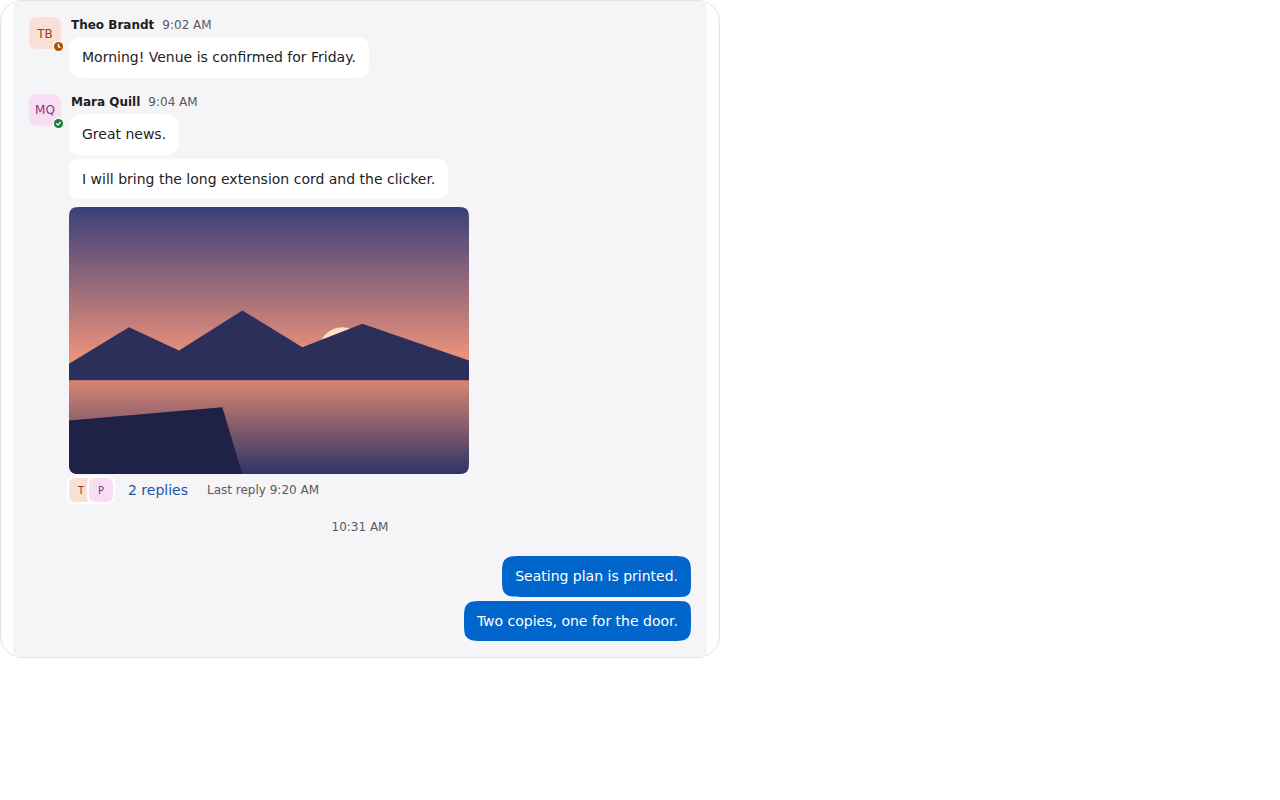 TB
Theo Brandt 9:02 AM
Morning! Venue is confirmed for Friday.
MQ
Mara Quill 9:04 AM
Great news.
I will bring the long extension cord and the clicker.
T P 2 replies Last reply 9:20 AM
10:31 AM
Seating plan is printed.
Two copies, one for the door.